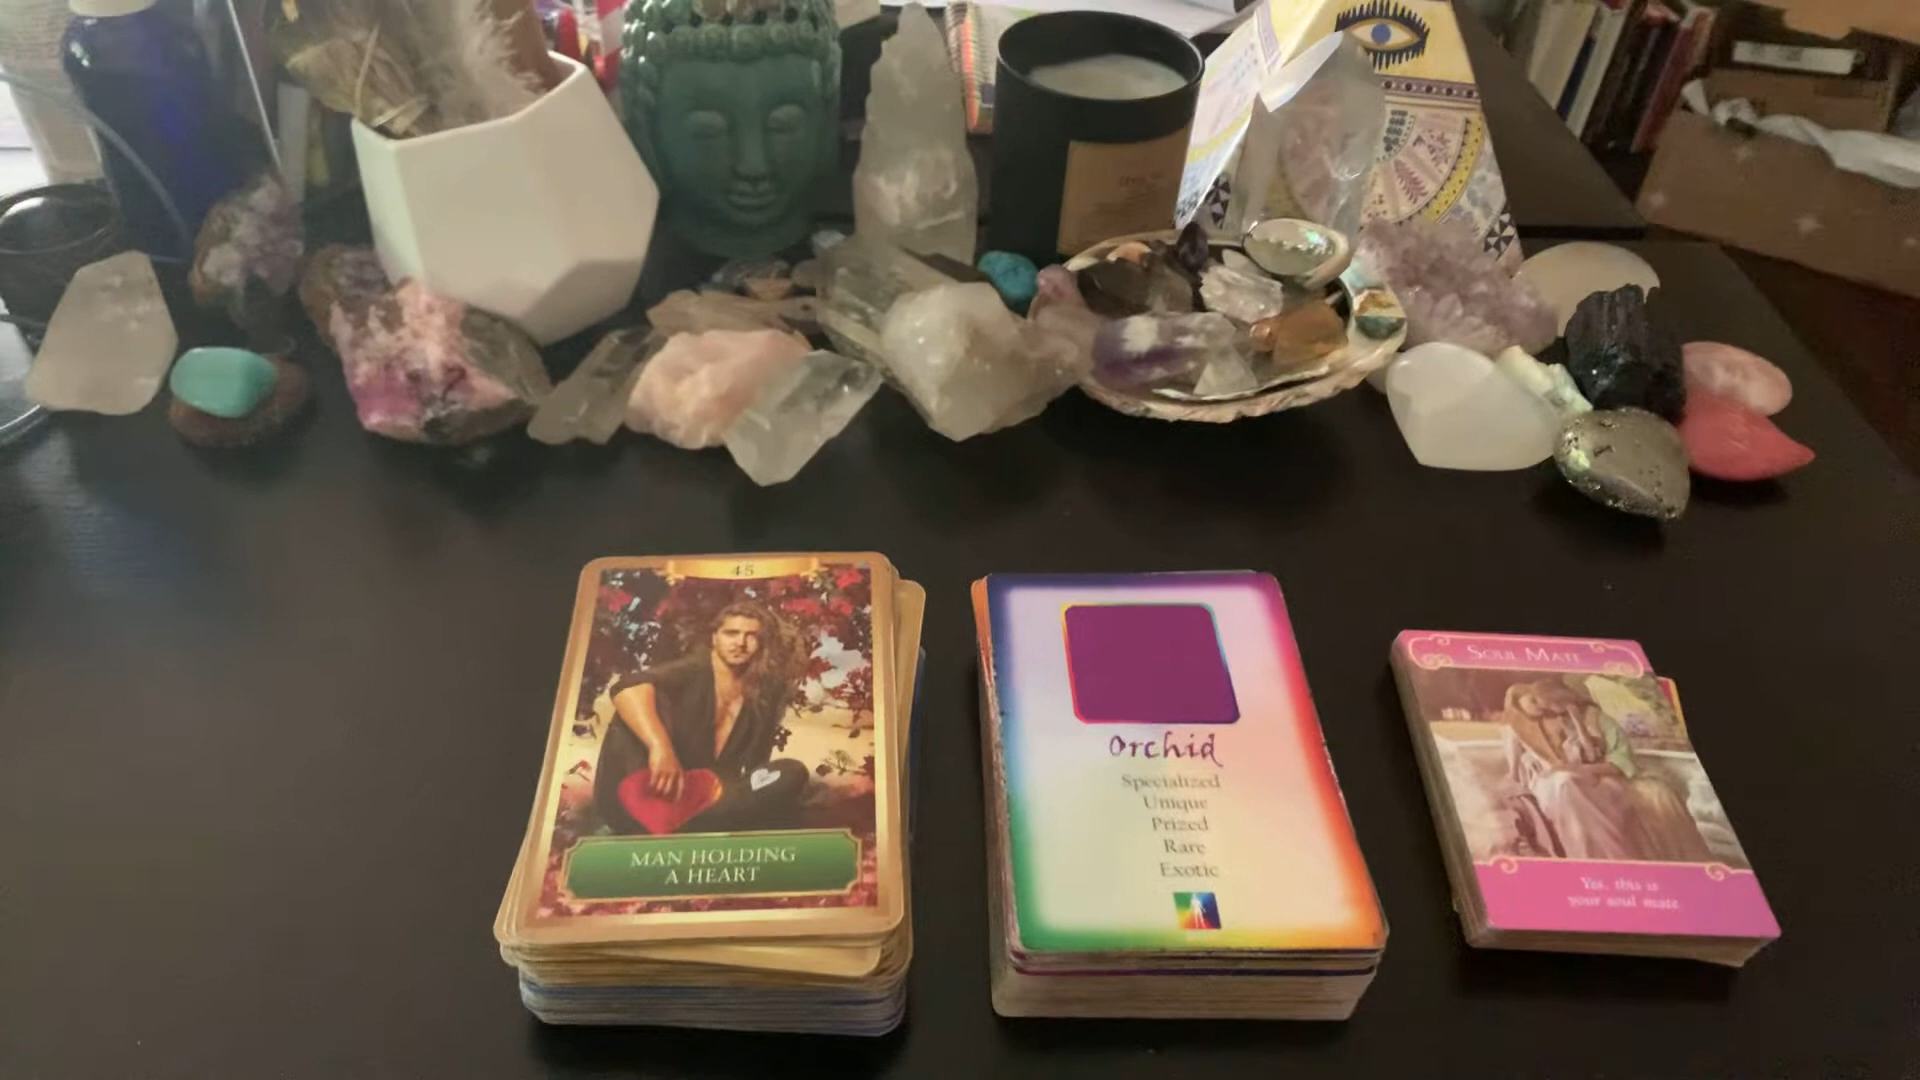 45
MAN HOLDING
A HEART
Orchid
Specialized
Unique
Prized
Rare
Exotic
SOUL MATE
Yes, this is
your soul mate.